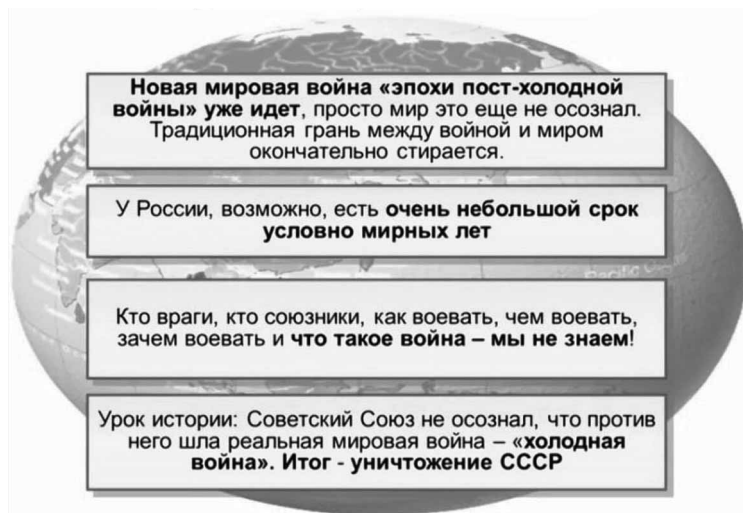 Новая мировая война «эпохи пост-холодной
войны» уже идет, просто мир это еще не осознал.
Традиционная грань между войной и миром
окончательно стирается.
У России, возможно, есть очень небольшой срок
условно мирных лет
Кто враги, кто союзники, как воевать, чем воевать,
зачем воевать и что такое война – мы не знаем!
Урок истории: Советский Союз не осознал, что против
него шла реальная мировая война – «холодная
война». Итог - уничтожение СССР